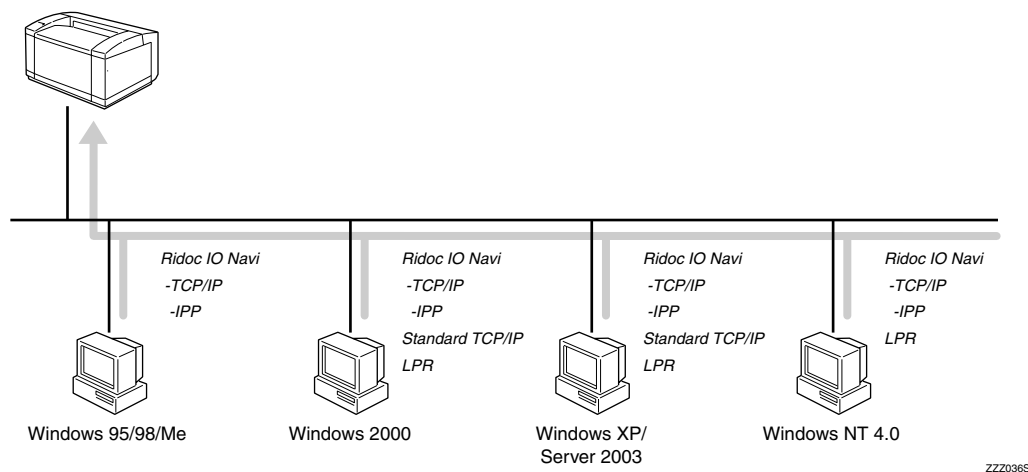 Ridoc IO Navi
-TCP/IP
-IPP
Windows 95/98/Me
Ridoc IO Navi
-TCP/IP
-IPP
Standard TCP/IP
LPR
Windows 2000
Ridoc IO Navi
-TCP/IP
-IPP
Standard TCP/IP
LPR
Windows XP/
Server 2003
Ridoc IO Navi
-TCP/IP
-IPP
LPR
Windows NT 4.0
ZZZ036S